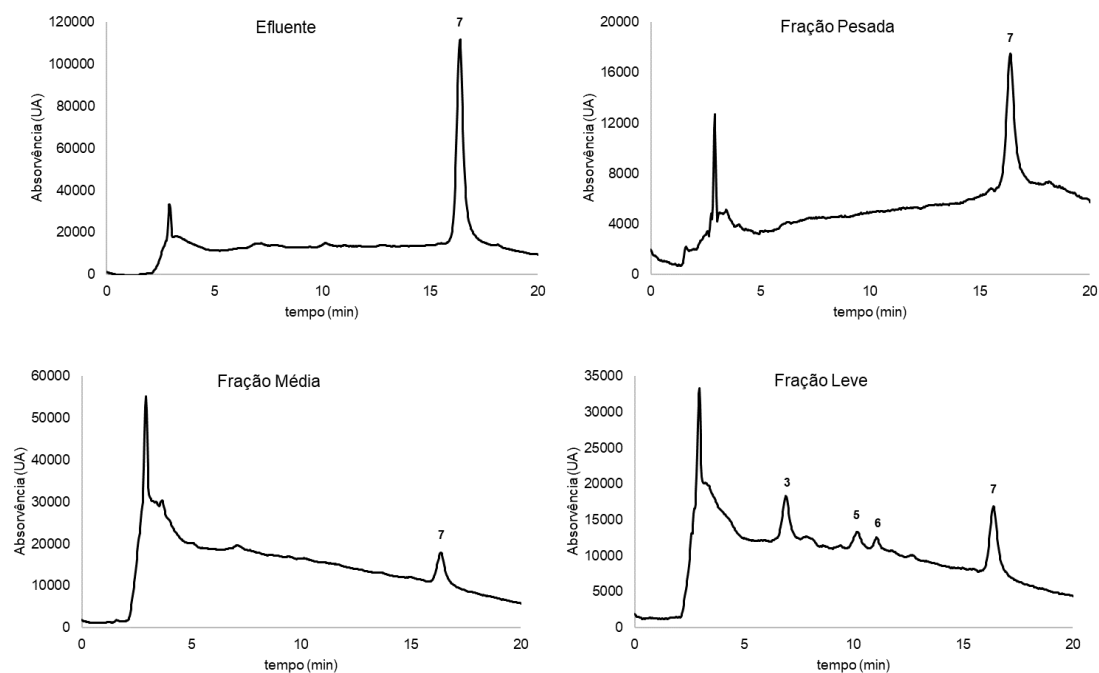 Efluente
7
120000
100000
80000
60000
40000
20000
0
Absorvência (UA)
0 5 10 15 20
tempo (min)
Fração Pesada
7
20000
16000
12000
8000
4000
0
Absorvência (UA)
0 5 10 15 20
tempo (min)
Fração Média
7
60000
50000
40000
30000
20000
10000
0
Absorvência (UA)
0 5 10 15 20
tempo (min)
Fração Leve
3 5 6 7
35000
30000
25000
20000
15000
10000
5000
0
Absorvência (UA)
0 5 10 15 20
tempo (min)